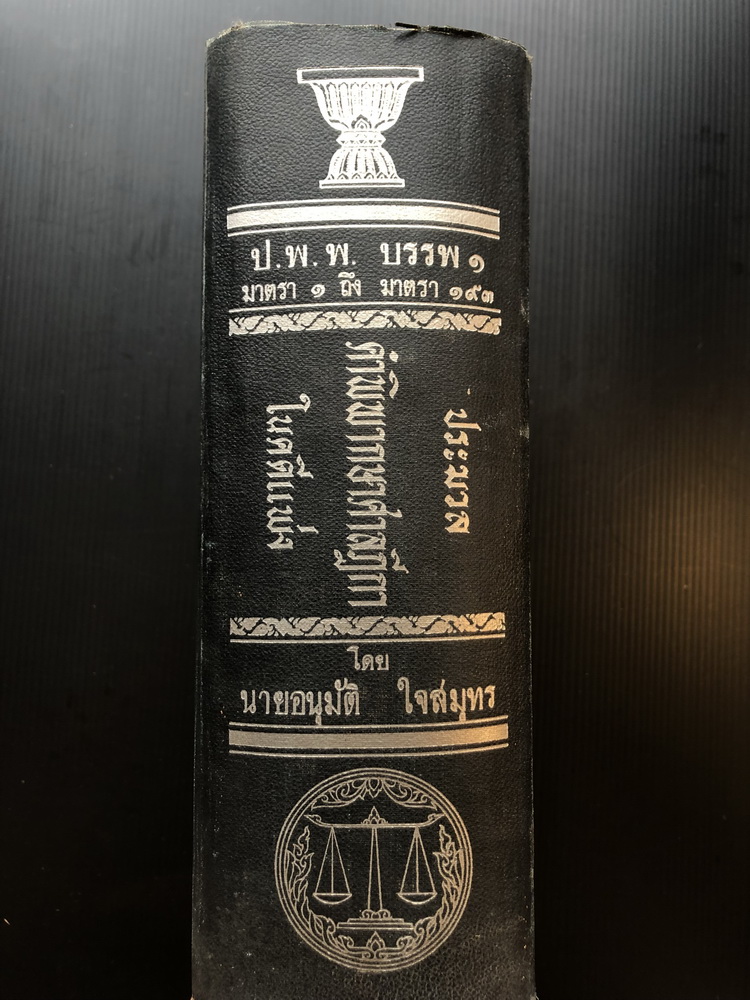 ป.พ.พ. บรรพ ๑
มาตรา ๑ ถึง มาตรา ๑๙๓
ประมวล
คำพิพากษาศาลฎีกา
ในคดีแพ่ง
โดย
นายอนุมัติ ใจสมุทร